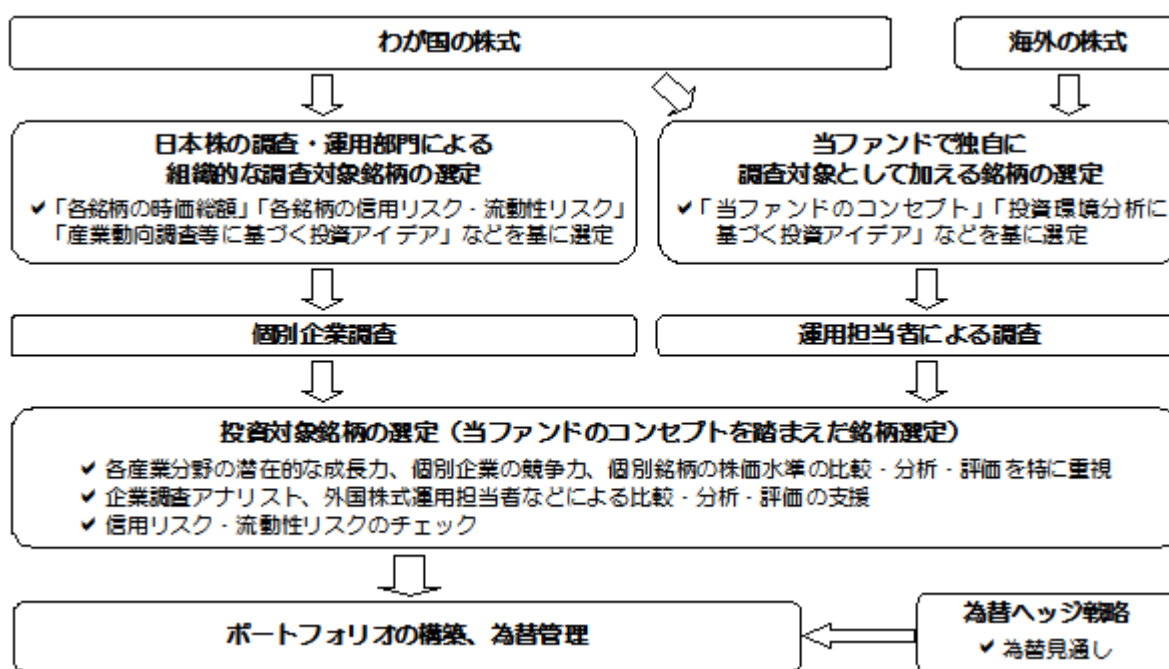 わが国の株式
海外の株式
日本株の調査・運用部門による
組織的な調査対象銘柄の選定
✔「各銘柄の時価総額」「各銘柄の信用リスク・流動性リスク」
「産業動向調査等に基づく投資アイデア」などを基に選定
当ファンドで独自に
調査対象として加える銘柄の選定
✔「当ファンドのコンセプト」「投資環境分析に
基づく投資アイデア」などを基に選定
個別企業調査
運用担当者による調査
投資対象銘柄の選定（当ファンドのコンセプトを踏まえた銘柄選定）
✔ 各産業分野の潜在的な成長力、個別企業の競争力、個別銘柄の株価水準の比較・分析・評価を特に重視
✔ 企業調査アナリスト、外国株式運用担当者などによる比較・分析・評価の支援
✔ 信用リスク・流動性リスクのチェック
ポートフォリオの構築、為替管理
為替ヘッジ戦略
✔ 為替見通し